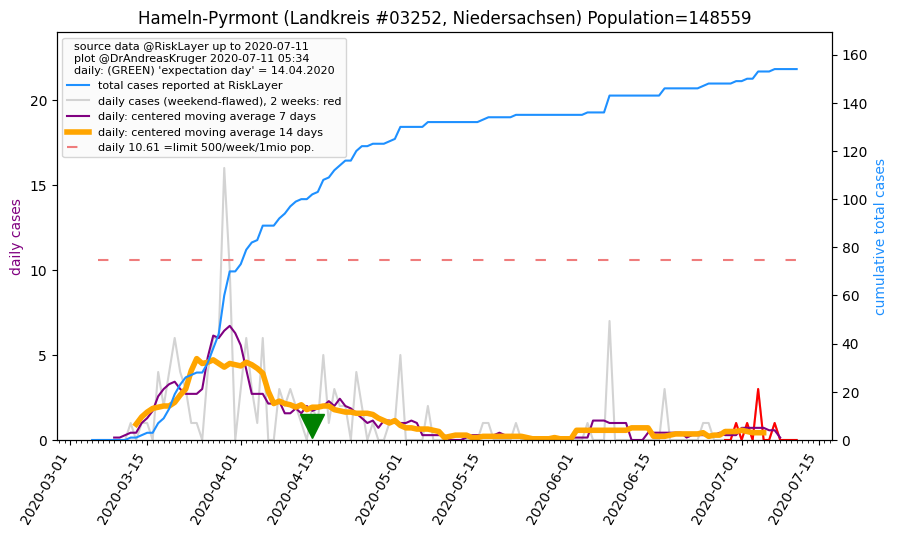 Hameln-Pyrmont (Landkreis #03252, Niedersachsen) Population=148559
source data @RiskLayer up to 2020-07-11
plot @DrAndreasKruger 2020-07-11 05:34
daily: (GREEN) 'expectation day' = 14.04.2020
total cases reported at RiskLayer
daily cases (weekend-flawed), 2 weeks: red
daily: centered moving average 7 days
daily: centered moving average 14 days
daily 10.61 =limit 500/week/1mio pop.
daily cases
0
5
10
15
20
cumulative total cases
0
20
40
60
80
100
120
140
160
2020-03-01
2020-03-15
2020-04-01
2020-04-15
2020-05-01
2020-05-15
2020-06-01
2020-06-15
2020-07-01
2020-07-15